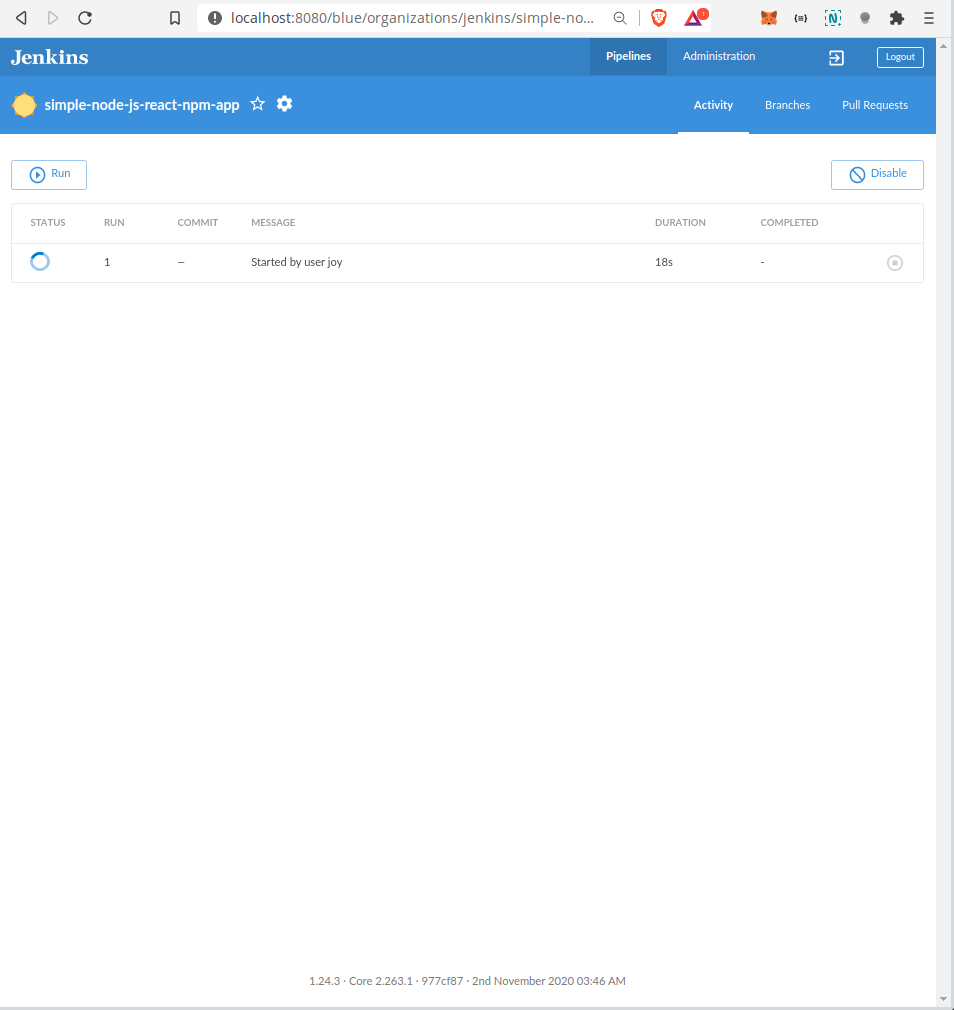 localhost:8080/blue/organizations/jenkins/simple-no...
Jenkins
Pipelines
Administration
Logout
simple-node-js-react-npm-app
Activity
Branches
Pull Requests
Run
Disable
STATUS RUN COMMIT MESSAGE DURATION COMPLETED
1 — Started by user joy 18s -
1.24.3 · Core 2.263.1 · 977cf87 · 2nd November 2020 03:46 AM